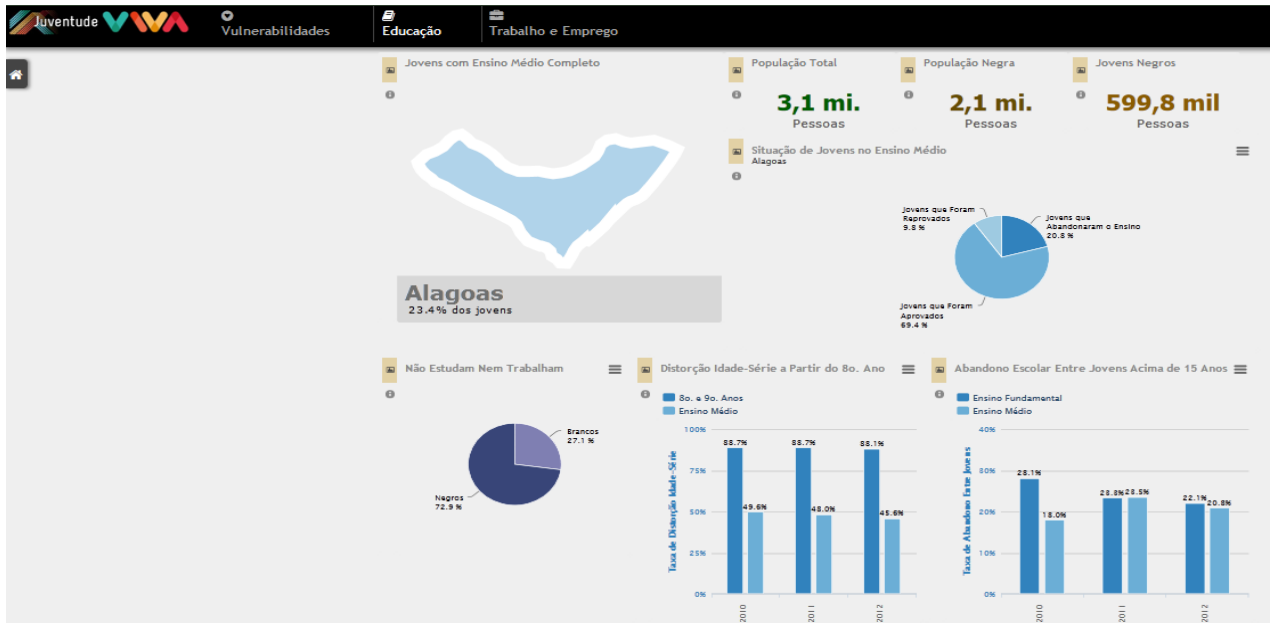 Juventude VIVA
Vulnerabilidades
Educação
Trabalho e Emprego
Jovens com Ensino Médio Completo
Alagoas
23.4% dos jovens
População Total
3,1 mi.
Pessoas
População Negra
2,1 mi.
Pessoas
Jovens Negros
599,8 mil
Pessoas
Situação de Jovens no Ensino Médio
Alagoas
Jovens que Foram
Reprovados
9.8 %
Jovens que
Abandonaram o Ensino
20.8 %
Jovens que Foram
Aprovados
69.4 %
Não Estudam Nem Trabalham
Brancos
27.1 %
Negros
72.9 %
Distorção Idade-Série a Partir do 8o. Ano
8o. e 9o. Anos
Ensino Médio
Taxa de Distorção Idade-Série
100%
75%
50%
25%
0%
88.7%
49.6%
88.7%
48.0%
88.1%
45.6%
2010
2011
2012
Abandono Escolar Entre Jovens Acima de 15 Anos
Ensino Fundamental
Ensino Médio
Taxa de Abandono Entre Jovens
40%
30%
20%
10%
0%
28.1%
18.0%
23.3%
23.5%
22.1%
20.8%
2010
2011
2012